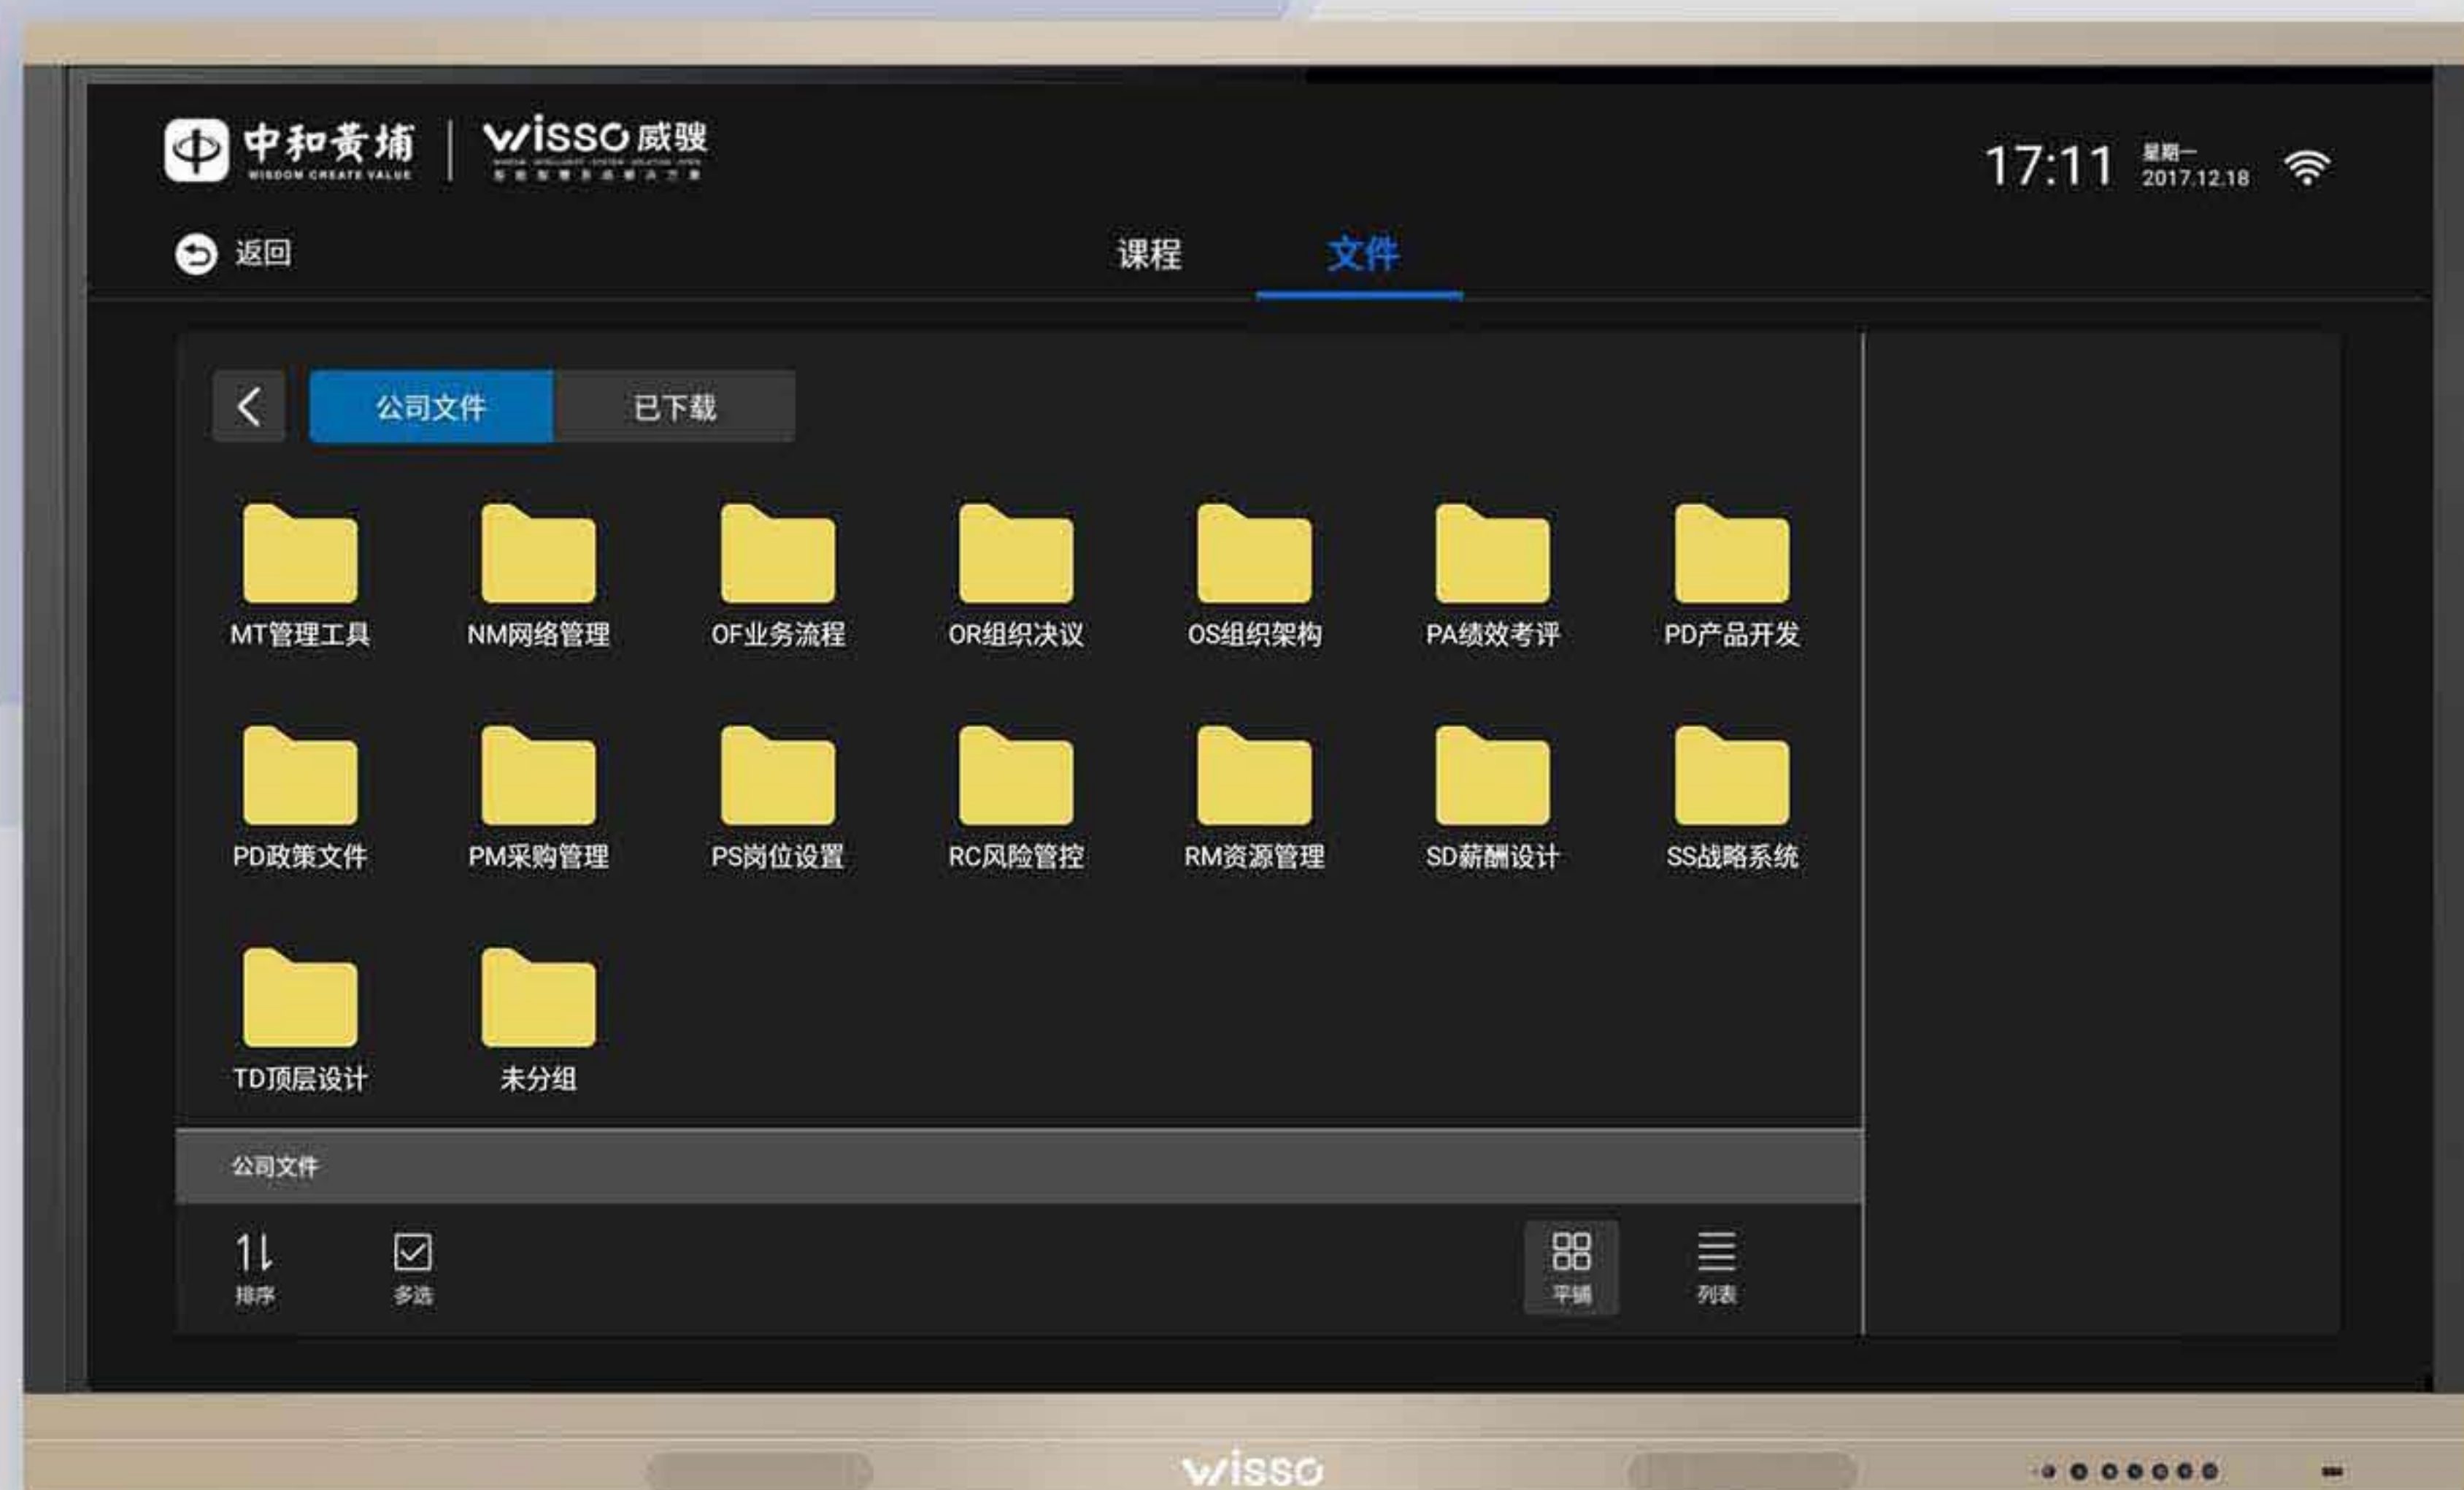 中和黄埔
WISDOM CREATE VALUE
wisso 威骎
17:11
星期一
2017.12.18
返回
课程
文件
公司文件
已下载
MT管理工具
NM网络管理
OF业务流程
OR组织决议
OS组织架构
PA绩效考评
PD产品开发
PD政策文件
PM采购管理
PS岗位设置
RC风险管控
RM资源管理
SD薪酬设计
SS战略系统
TD顶层设计
未分组
公司文件
排序
多选
平铺
列表
wisso